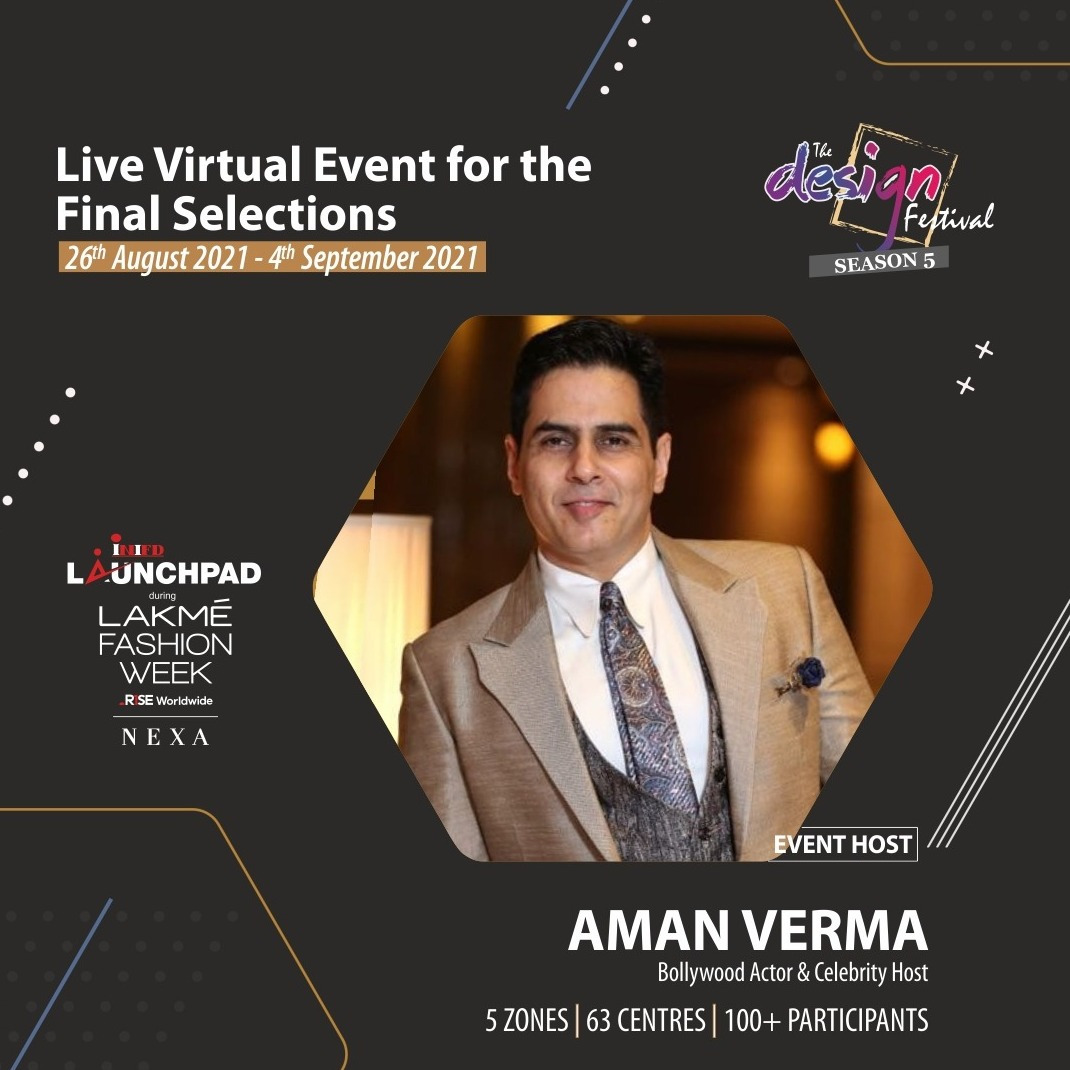 Live Virtual Event for the
Final Selections
26th August 2021 - 4th September 2021
The
design
Festival
SEASON 5
INIFD
LAUNCHPAD
during
LAKMÉ
FASHION
WEEK
RISE Worldwide
NEXA
EVENT HOST
AMAN VERMA
Bollywood Actor & Celebrity Host
5 ZONES | 63 CENTRES | 100+ PARTICIPANTS